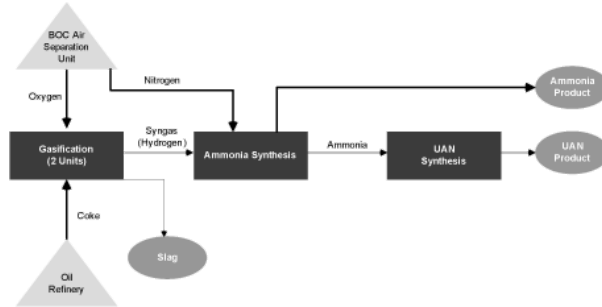 BOC Air
Separation
Unit
Ammonia
Product
Nitrogen
Oxygen
Gasification
(2 Units)
Syngas
(Hydrogen)
Ammonia Synthesis
Ammonia
UAN
Synthesis
UAN
Product
Coke
Slag
Oil
Refinery